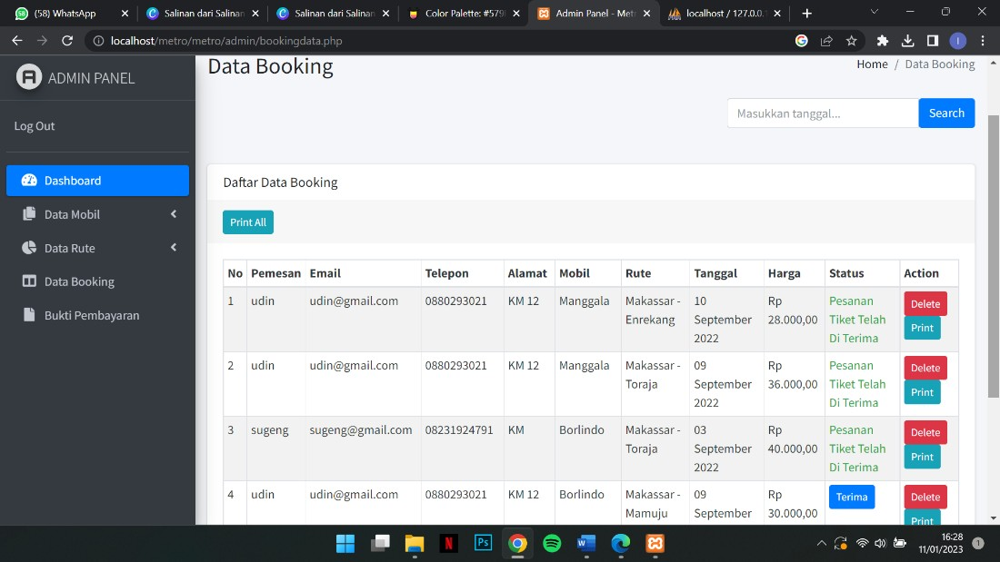 (58) WhatsApp
Salinan dari Salinan
Salinan dari Salinan
Color Palette: #579
Admin Panel - Met
localhost / 127.0.0.
localhost/metro/metro/admin/bookingdata.php
I
ADMIN PANEL
Log Out
Dashboard
Data Mobil
Data Rute
Data Booking
Bukti Pembayaran
Data Booking
Home / Data Booking
Masukkan tanggal...
Search
Daftar Data Booking
Print All
No Pemesan Email Telepon Alamat Mobil Rute Tanggal Harga Status Action
1 udin udin@gmail.com 0880293021 KM 12 Manggala Makassar - 10 Rp Pesanan Delete
Enrekang September 28.000,00 Tiket Telah Print
2022 Di Terima
2 udin udin@gmail.com 0880293021 KM 12 Manggala Makassar - 09 Rp Pesanan Delete
Toraja September 36.000,00 Tiket Telah Print
2022 Di Terima
3 sugeng sugeng@gmail.com 08231924791 KM Borlindo Makassar - 03 Rp Pesanan Delete
Toraja September 40.000,00 Tiket Telah Print
2022 Di Terima
4 udin udin@gmail.com 0880293021 KM 12 Borlindo Makassar - 09 Rp Terima Delete
Mamuju September 30.000,00 Print
16:28
11/01/2023
1